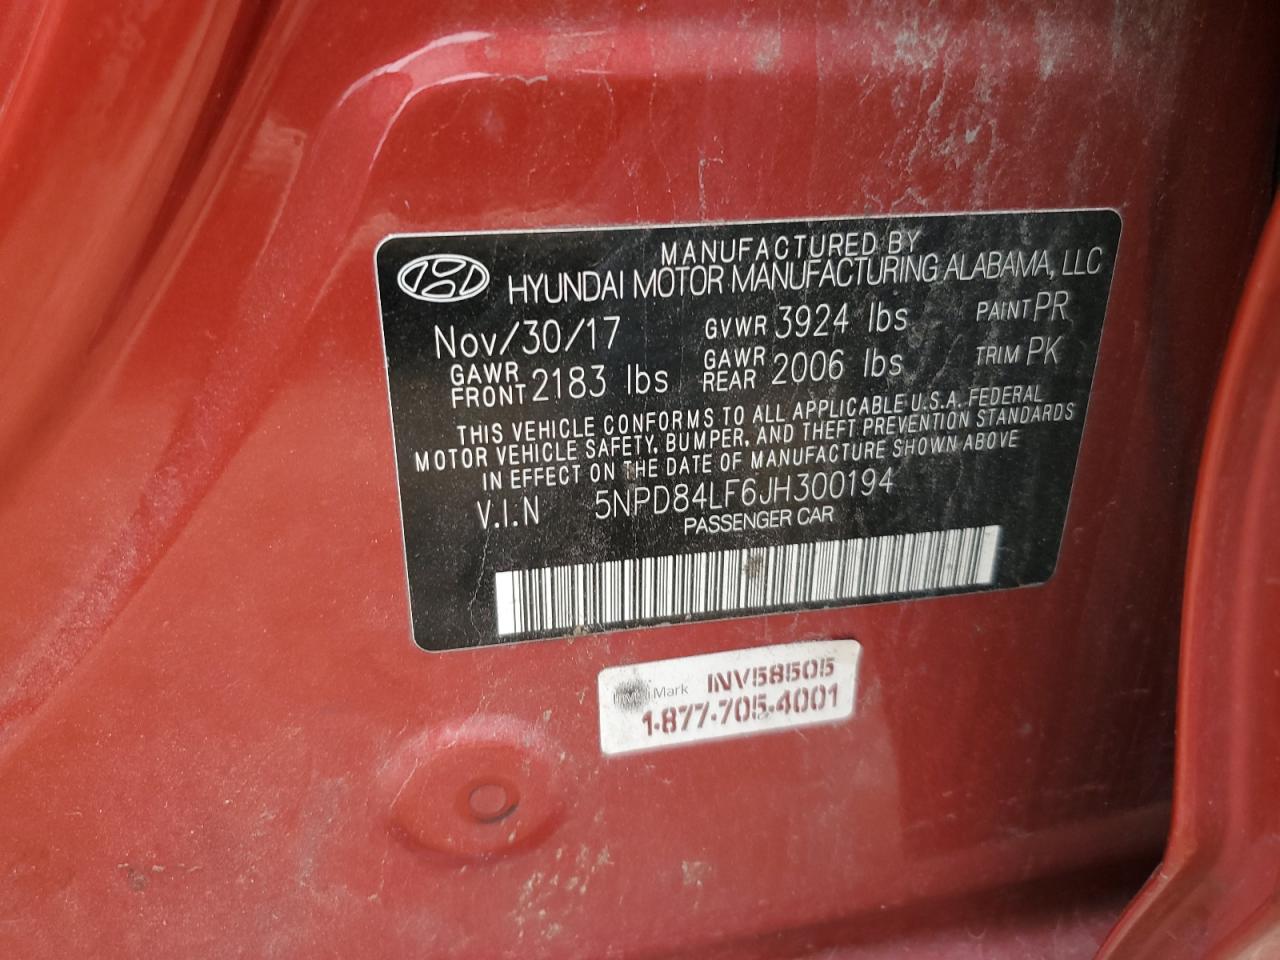 MANUFACTURED BY
HYUNDAI MOTOR MANUFACTURING ALABAMA, LLC
Nov/30/17 GVWR 3924 lbs PAINT PR
GAWR FRONT 2183 lbs GAWR REAR 2006 lbs TRIM PK
THIS VEHICLE CONFORMS TO ALL APPLICABLE U.S.A. FEDERAL
MOTOR VEHICLE SAFETY, BUMPER, AND THEFT PREVENTION STANDARDS
IN EFFECT ON THE DATE OF MANUFACTURE SHOWN ABOVE
V.I.N 5NPD84LF6JH300194
PASSENGER CAR
Mark INV58505
1-877-705-4001